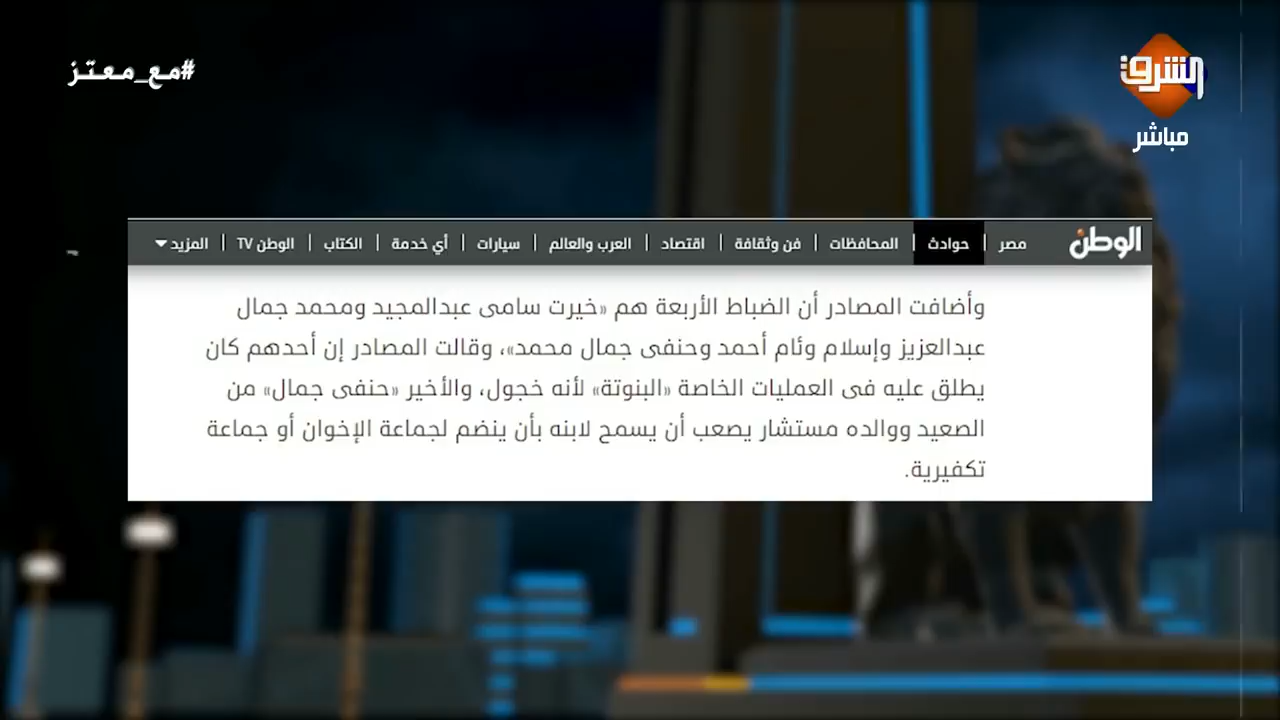 #مع_معتز
الشرق
مباشر
الوطن
مصر | حوادث | المحافظات | فن وثقافة | اقتصاد | العرب والعالم | سيارات | أي خدمة | الكتاب | الوطن TV | المزيد
وأضافت المصادر أن الضباط الأربعة هم «خيرت سامى عبدالمجيد ومحمد جمال
عبدالعزيز وإسلام وئام أحمد وحنفى جمال محمد»، وقالت المصادر إن أحدهم كان
يطلق عليه فى العمليات الخاصة «البنوتة» لأنه خجول، والأخير «حنفى جمال» من
الصعيد ووالده مستشار يصعب أن يسمح لابنه بأن ينضم لجماعة الإخوان أو جماعة
تكفيرية.